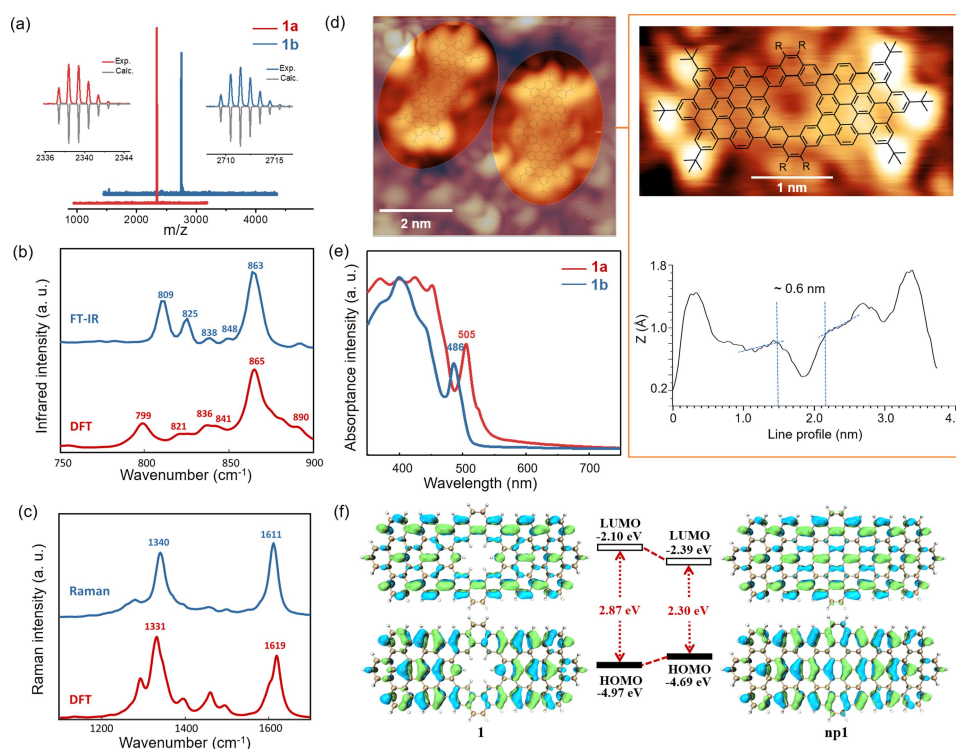 (a)
1a
1b
Exp.
Calc.
Exp.
Calc.
2336 2340 2344
2710 2715
1000 2000 3000 4000
m/z
(b)
Infrared intensity (a. u.)
FT-IR
809
825
838
848
863
DFT
799
821
836
841
865
890
750 800 850 900
Wavenumber (cm-1)
(c)
Raman intensity (a. u.)
Raman
1340
1611
DFT
1331
1619
1200 1400 1600
Wavenumber (cm-1)
(d)
2 nm
R
R
R
R
1 nm
1.8
1.0
0.2
Z (Å)
~ 0.6 nm
0 1.0 2.0 3.0 4.
Line profile (nm)
(e)
1a
1b
505
486
Absorptance intensity (a. u.)
400 500 600 700
Wavelength (nm)
(f)
LUMO
-2.10 eV
LUMO
-2.39 eV
2.87 eV
2.30 eV
HOMO
-4.97 eV
HOMO
-4.69 eV
1
np1